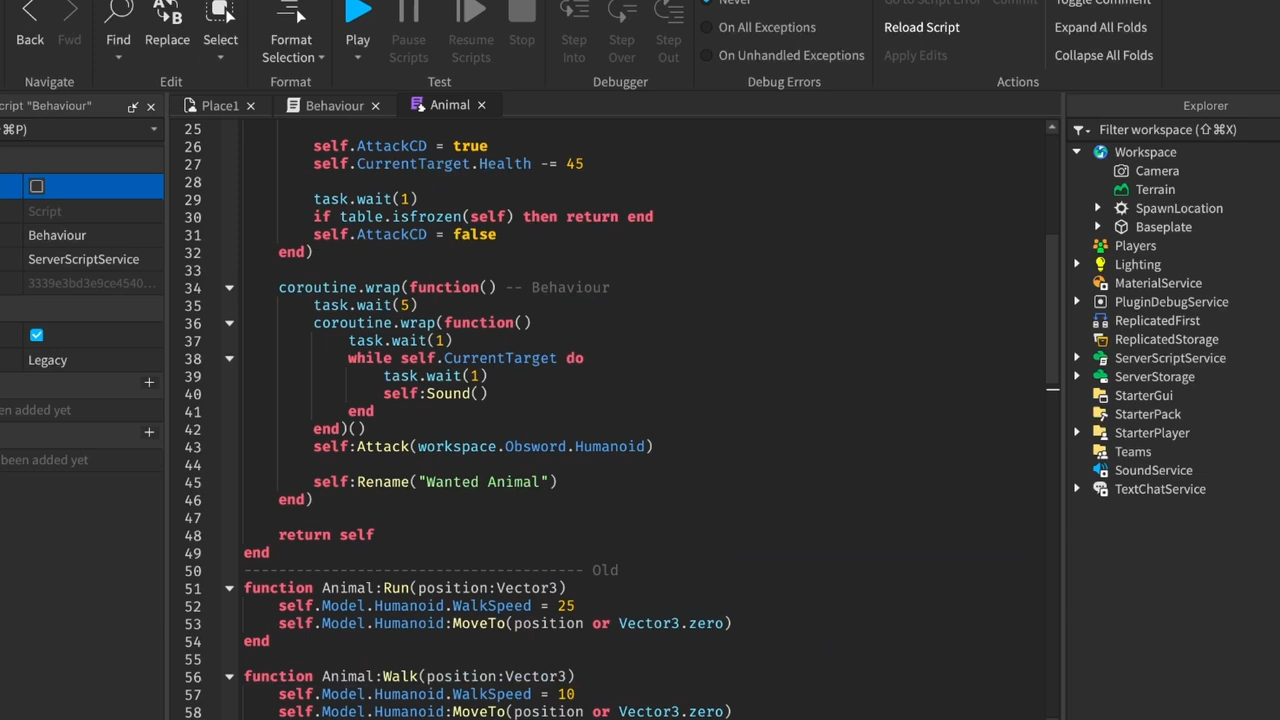 Never
Go to Script Error Commit Toggle Comment
Back Fwd Find Replace Select Format Selection Play Pause Scripts Resume Scripts Stop Step Into Step Over Step Out
On All Exceptions
On Unhandled Exceptions
Reload Script
Apply Edits
Expand All Folds
Collapse All Folds
Navigate Edit Format Test Debugger Debug Errors Actions
cript "Behaviour"
⌘P)
Script
Behaviour
ServerScriptService
3339e3bd3e9ce4540...
Legacy
en added yet
been added yet
Place1 Behaviour Animal
25
26 self.AttackCD = true
27 self.CurrentTarget.Health -= 45
28
29 task.wait(1)
30 if table.isfrozen(self) then return end
31 self.AttackCD = false
32 end)
33
34 coroutine.wrap(function() -- Behaviour
35 task.wait(5)
36 coroutine.wrap(function()
37 task.wait(1)
38 while self.CurrentTarget do
39 task.wait(1)
40 self:Sound()
41 end
42 end)()
43 self:Attack(workspace.Obsword.Humanoid)
44
45 self:Rename("Wanted Animal")
46 end)
47
48 return self
49 end
50 --------------------------------------- Old
51 function Animal:Run(position:Vector3)
52 self.Model.Humanoid.WalkSpeed = 25
53 self.Model.Humanoid:MoveTo(position or Vector3.zero)
54 end
55
56 function Animal:Walk(position:Vector3)
57 self.Model.Humanoid.WalkSpeed = 10
58 self.Model.Humanoid:MoveTo(position or Vector3.zero)
Explorer
Filter workspace (⇧⌘X)
Workspace
Camera
Terrain
SpawnLocation
Baseplate
Players
Lighting
MaterialService
PluginDebugService
ReplicatedFirst
ReplicatedStorage
ServerScriptService
ServerStorage
StarterGui
StarterPack
StarterPlayer
Teams
SoundService
TextChatService